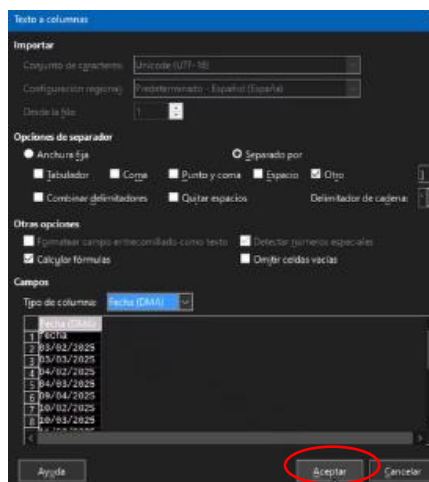 Texto a columnas
Importar
Conjunto de caracteres: Unicode (UTF-16)
Configuración regional: Predeterminado - Español (España)
Desde la fila: 1
Opciones de separador
Anchura fija Separado por
Tabulador Coma Punto y coma Espacio Otro
Combinar delimitadores Quitar espacios Delimitador de cadena:
Otras opciones
Formatear campo entrecomillado como texto Detectar números especiales
Calcular fórmulas Omitir celdas vacías
Campos
Tipo de columna: Fecha (DMA)
Fecha (DMA)
1 Fecha
2 03/02/2025
3 03/03/2025
4 04/02/2025
5 04/03/2025
6 09/04/2025
7 10/02/2025
8 10/03/2025
Ayuda Aceptar Cancelar